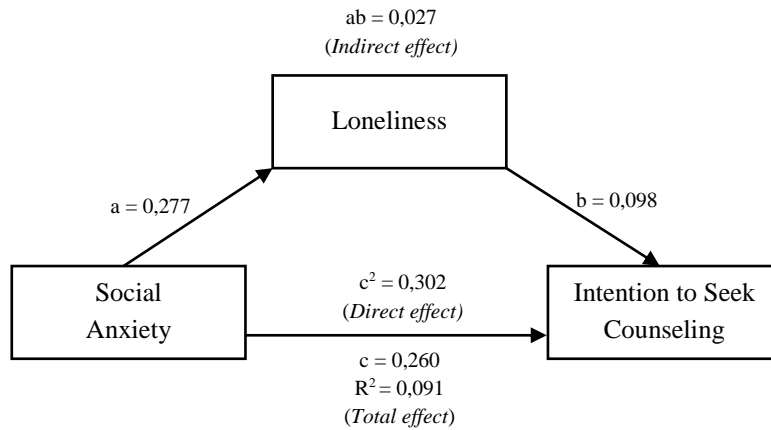 ab = 0,027
(Indirect effect)
Loneliness
a = 0,277
b = 0,098
Social
Anxiety
c² = 0,302
(Direct effect)
Intention to Seek
Counseling
c = 0,260
R² = 0,091
(Total effect)